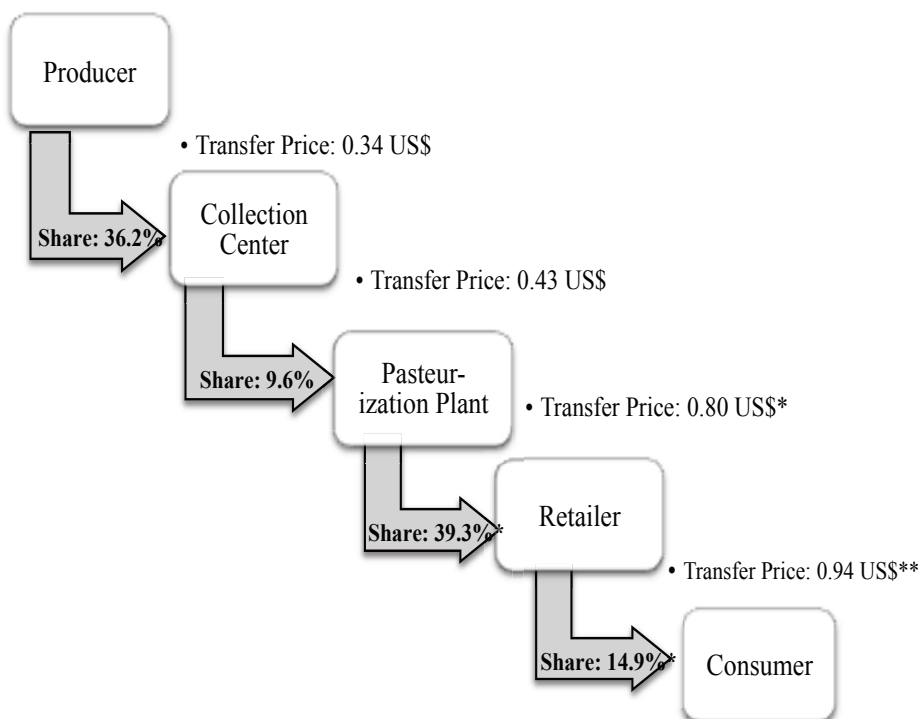 Producer
• Transfer Price: 0.34 US$
Collection
Center
Share: 36.2%
• Transfer Price: 0.43 US$
Pasteur-
ization Plant
Share: 9.6%
• Transfer Price: 0.80 US$*
Retailer
Share: 39.3%*
• Transfer Price: 0.94 US$**
Consumer
Share: 14.9%*